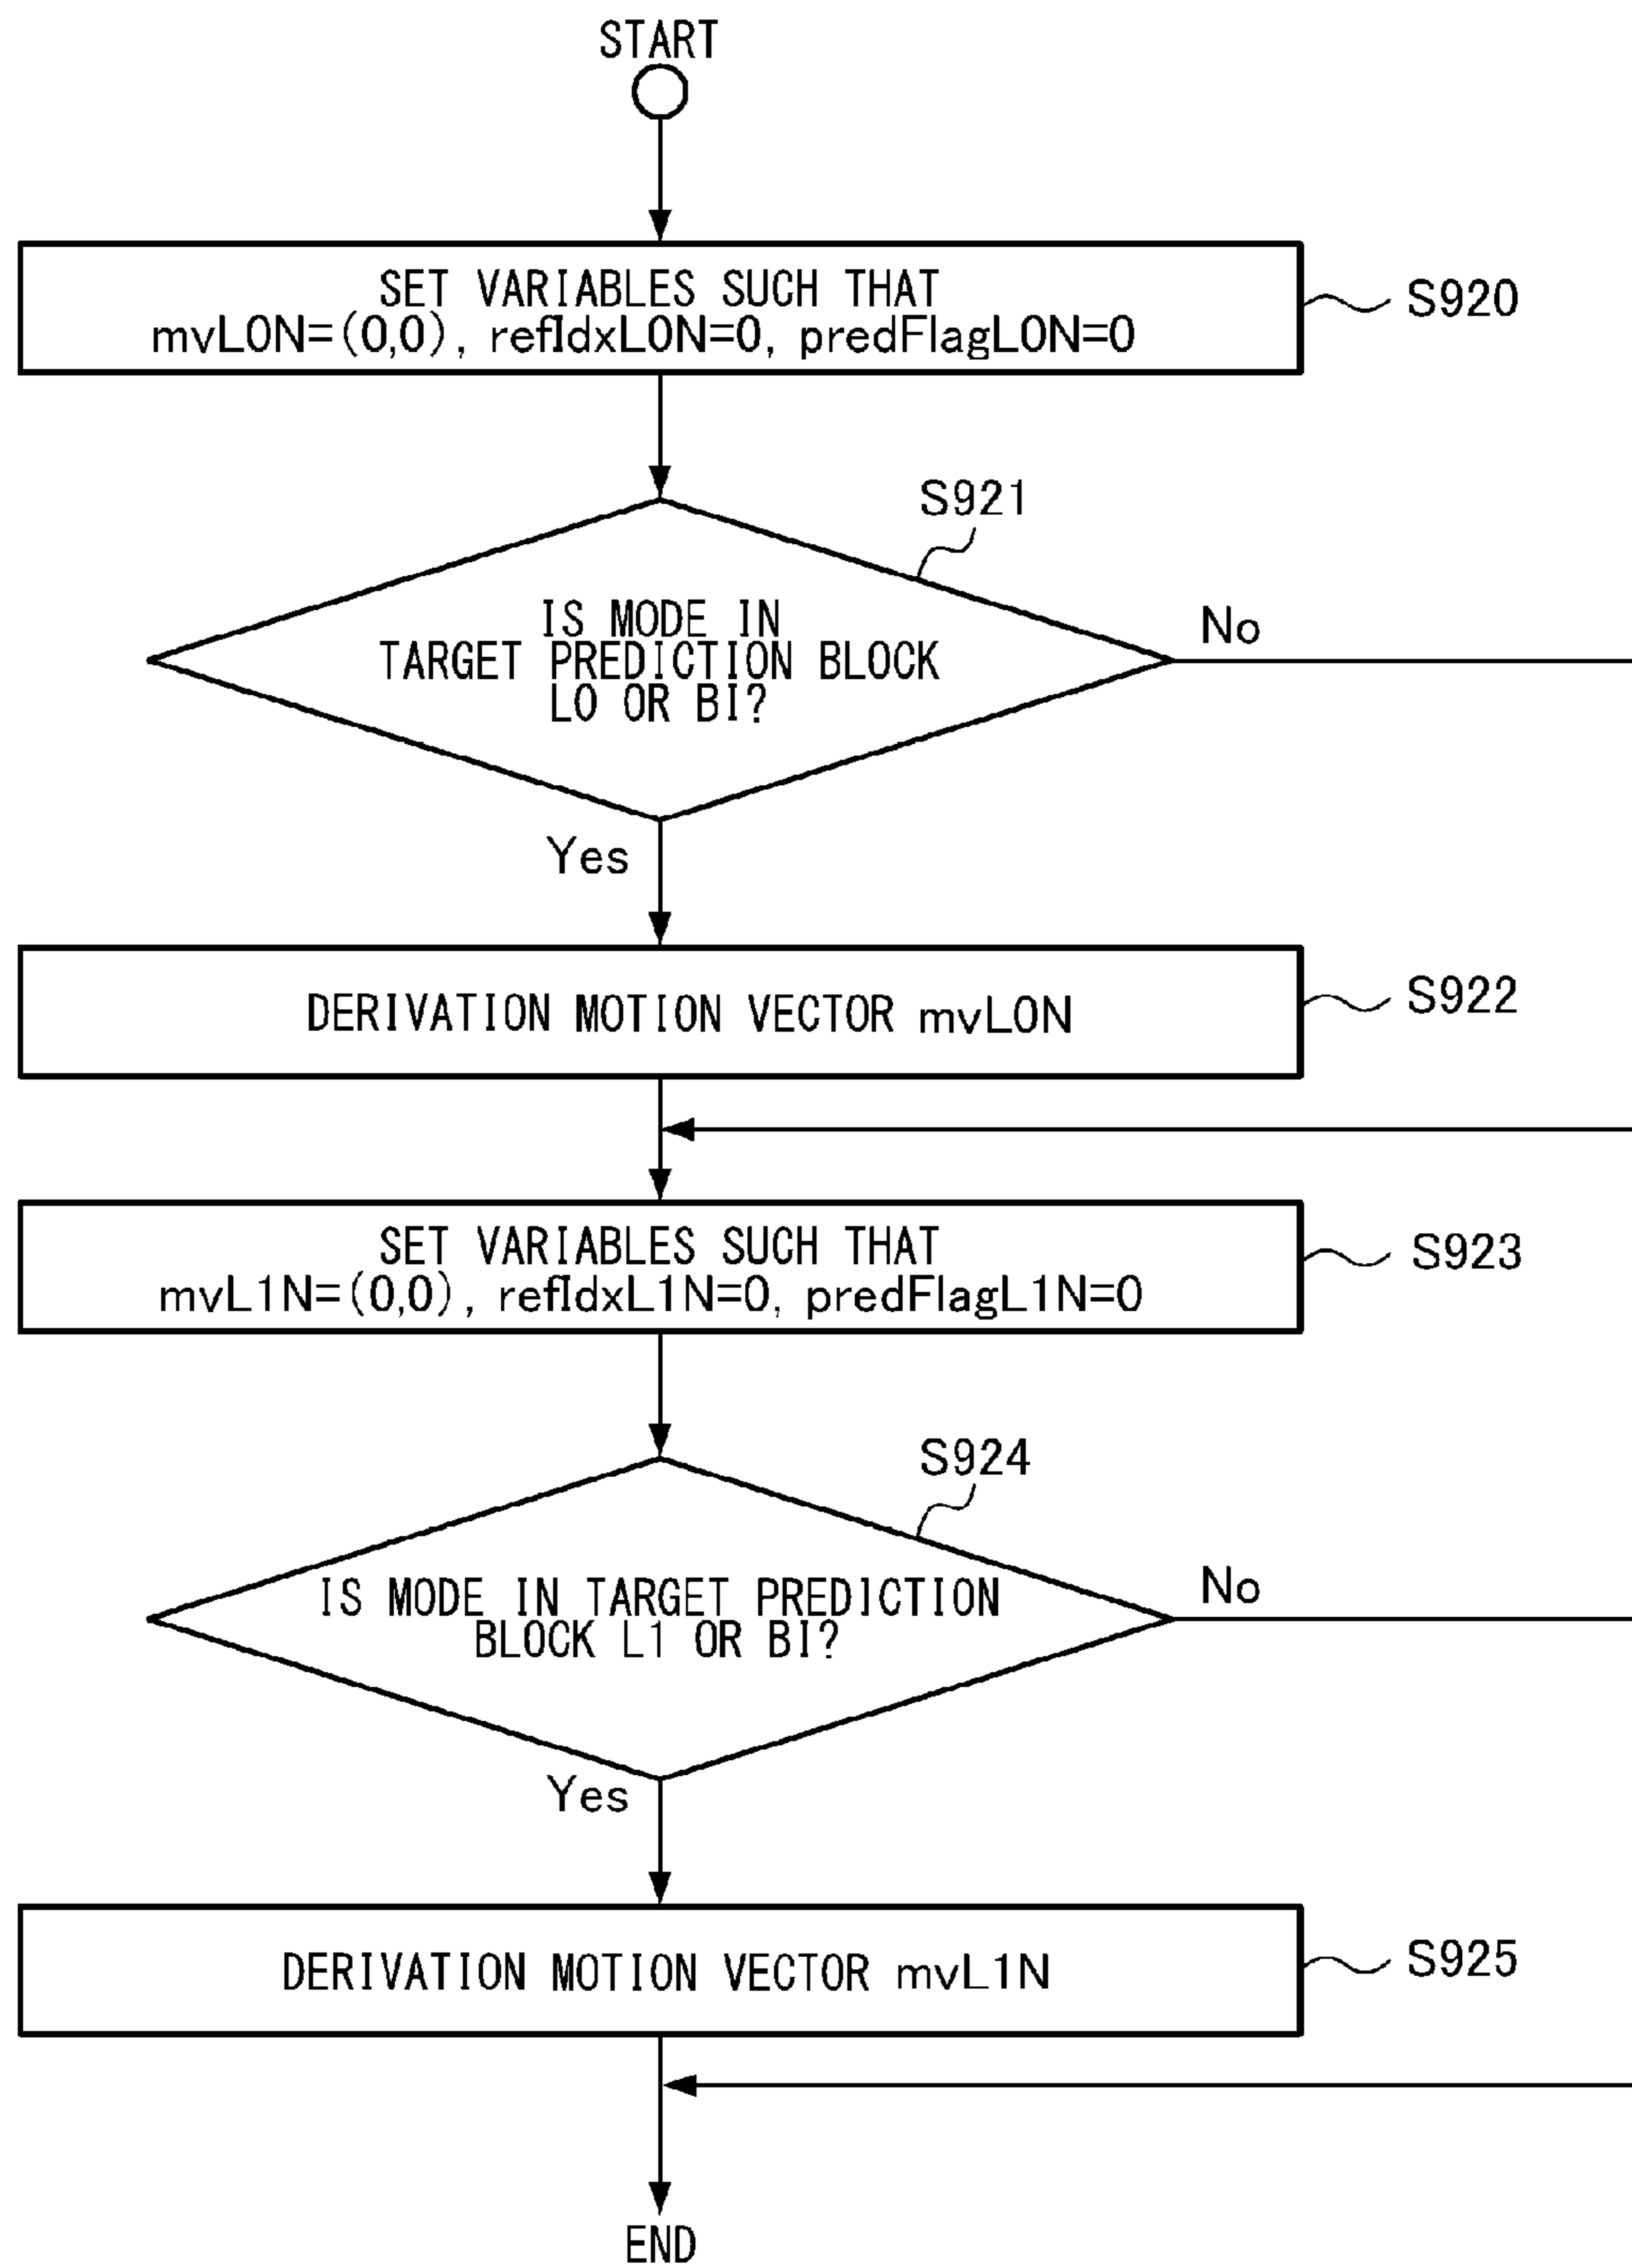 START
SET VARIABLES SUCH THAT
mvL0N=(0,0), refIdxL0N=0, predFlagL0N=0
S920
S921
IS MODE IN
TARGET PREDICTION BLOCK
L0 OR BI?
No
Yes
DERIVATION MOTION VECTOR mvL0N
S922
SET VARIABLES SUCH THAT
mvL1N=(0,0), refIdxL1N=0, predFlagL1N=0
S923
S924
IS MODE IN TARGET PREDICTION
BLOCK L1 OR BI?
No
Yes
DERIVATION MOTION VECTOR mvL1N
S925
END